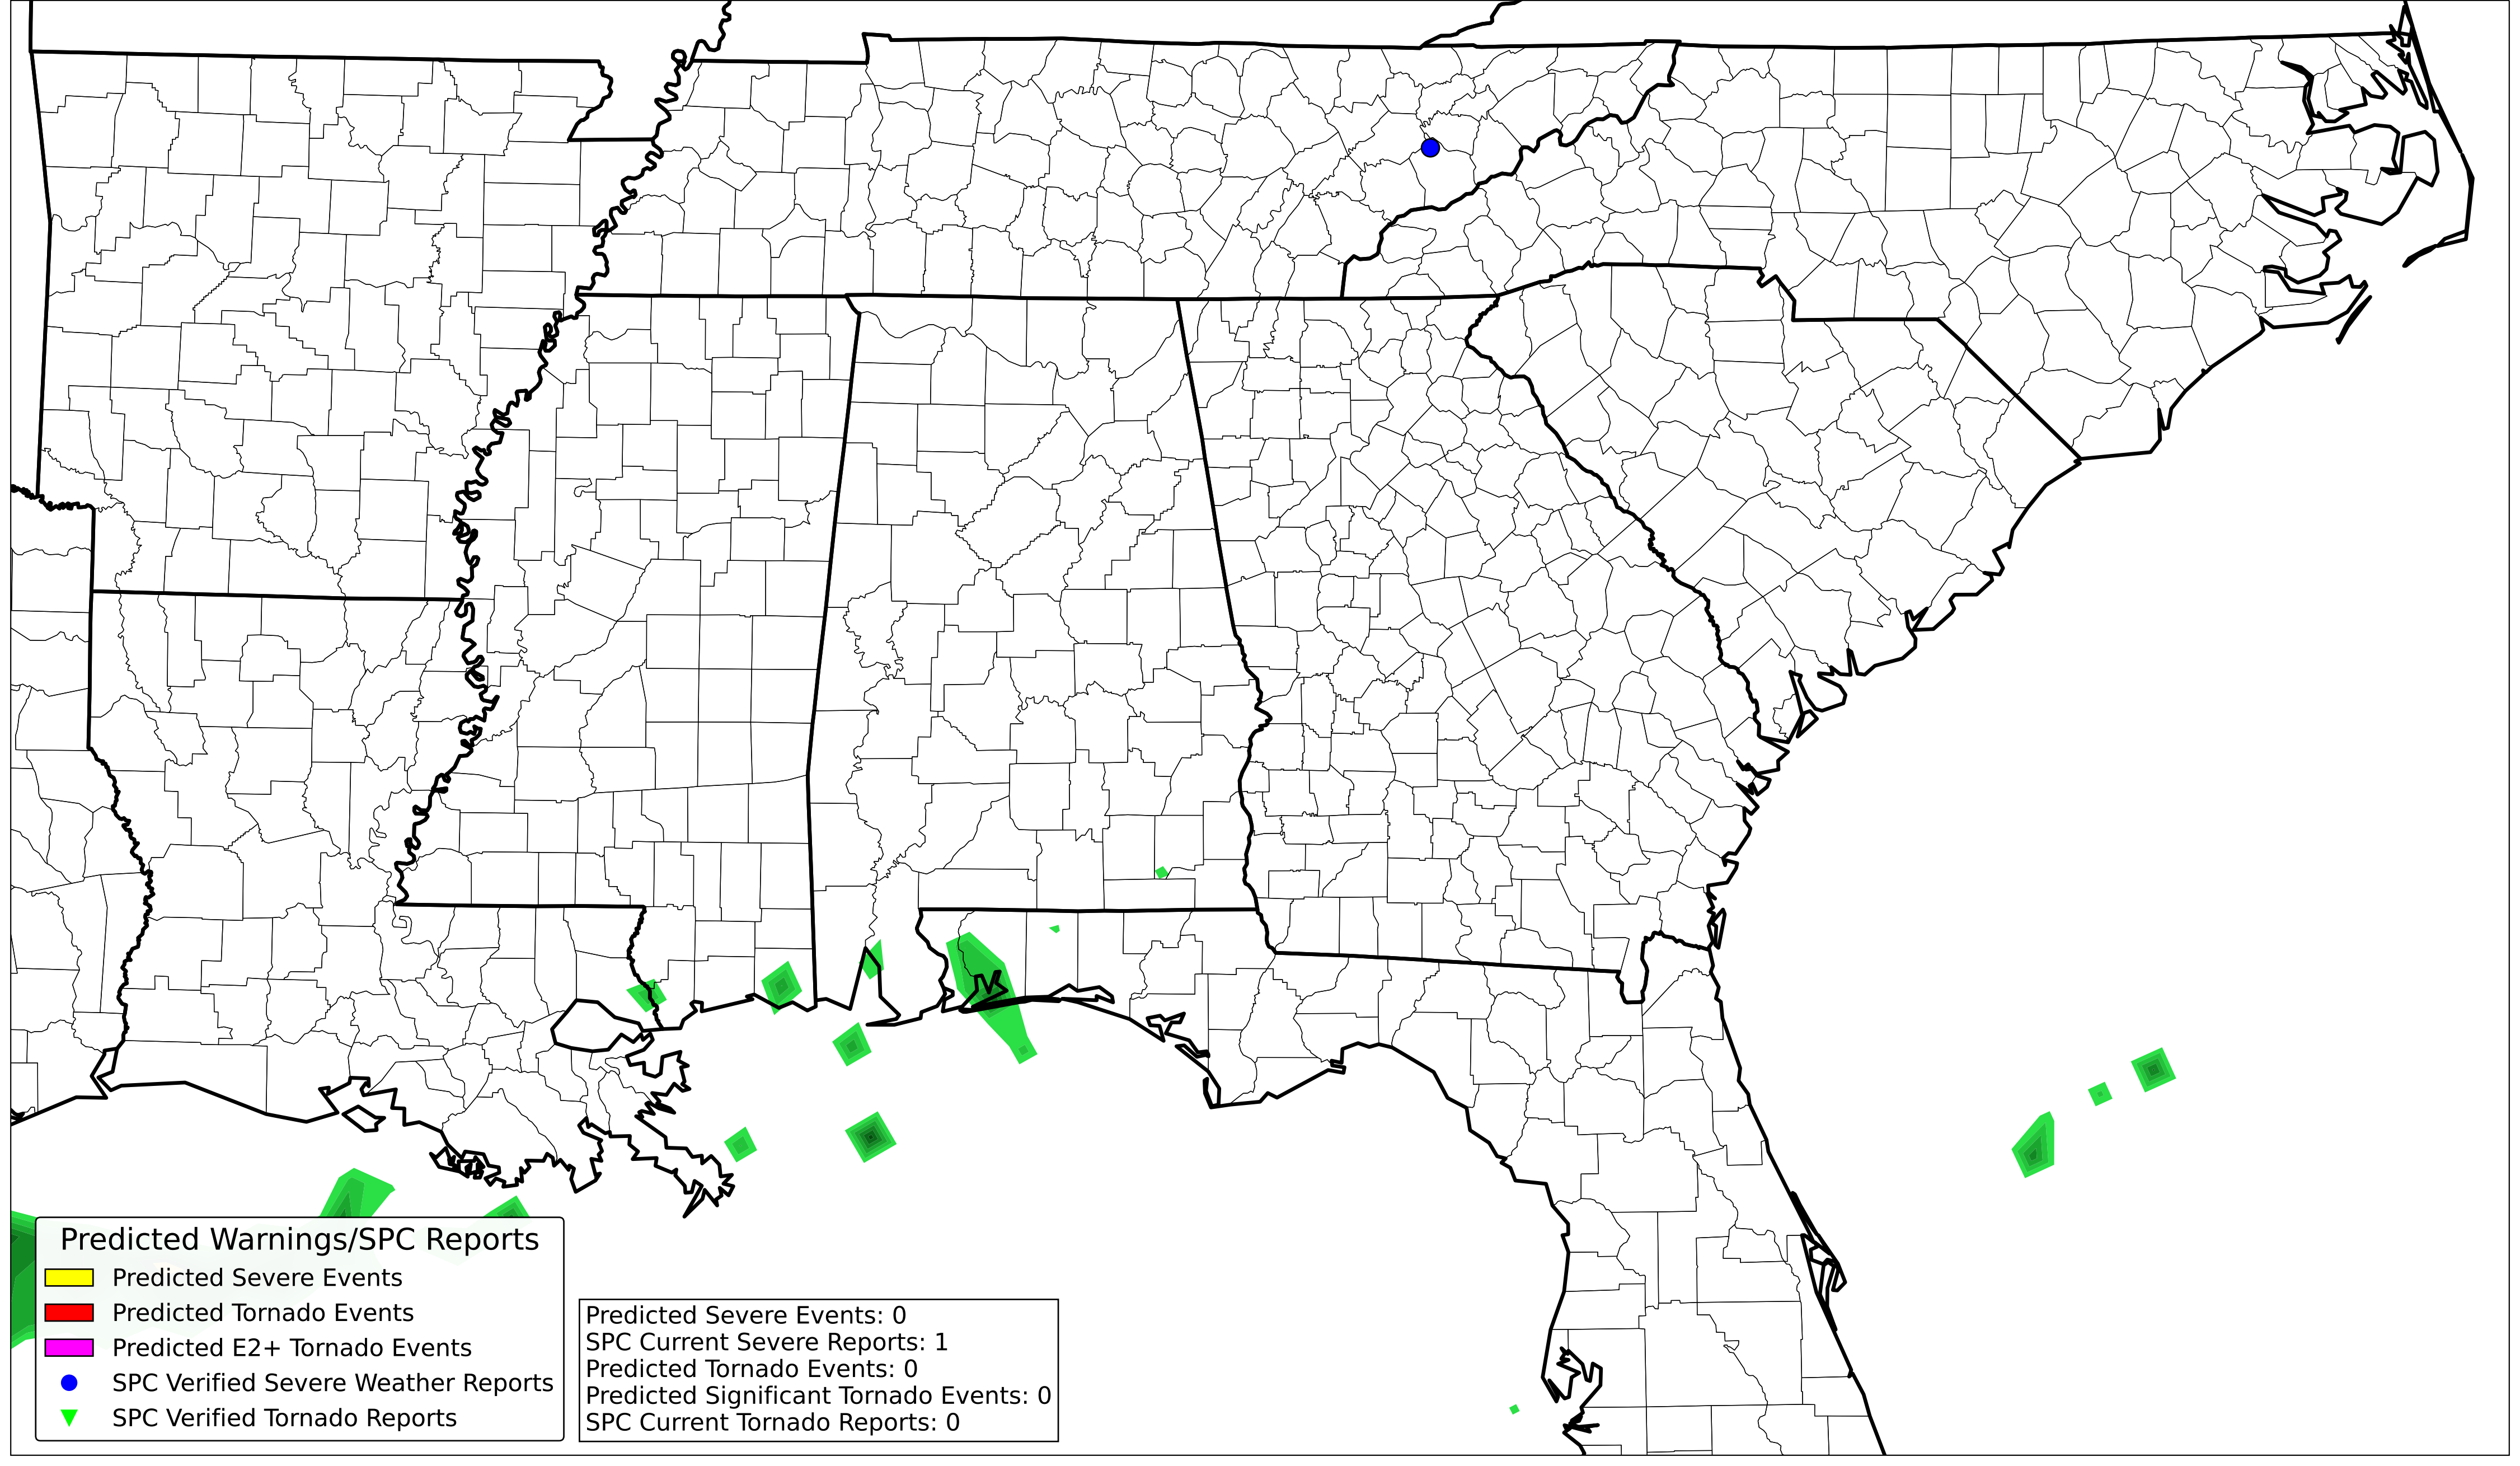 Predicted Warnings/SPC Reports
Predicted Severe Events
Predicted Tornado Events
Predicted E2+ Tornado Events
SPC Verified Severe Weather Reports
SPC Verified Tornado Reports
Predicted Severe Events: 0
SPC Current Severe Reports: 1
Predicted Tornado Events: 0
Predicted Significant Tornado Events: 0
SPC Current Tornado Reports: 0